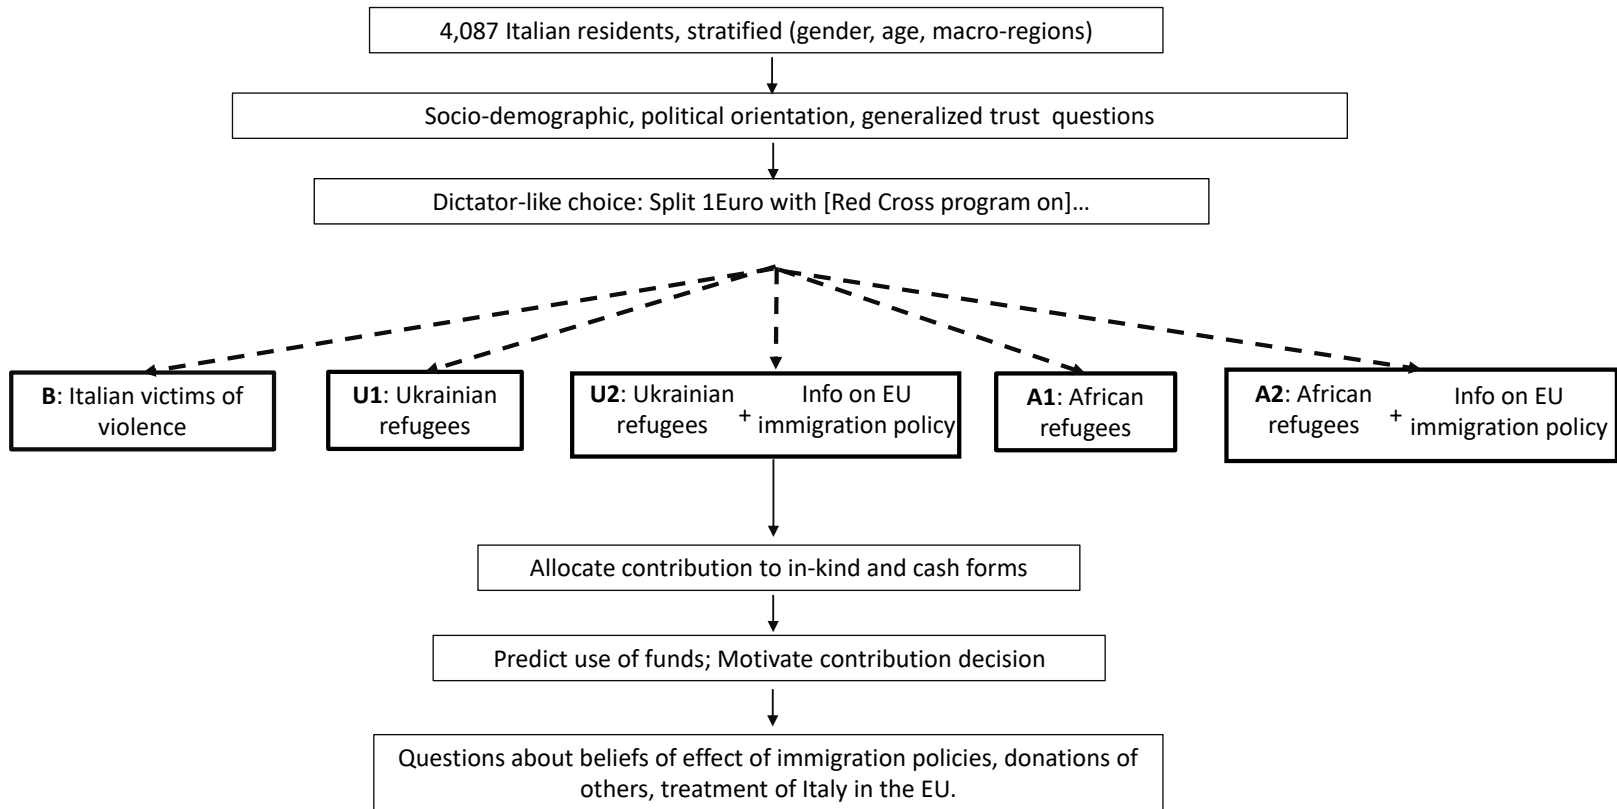 4,087 Italian residents, stratified (gender, age, macro-regions)
Socio-demographic, political orientation, generalized trust questions
Dictator-like choice: Split 1Euro with [Red Cross program on]...
B: Italian victims of
violence
U1: Ukrainian
refugees
U2: Ukrainian
refugees
+
Info on EU
immigration policy
A1: African
refugees
A2: African
refugees
+
Info on EU
immigration policy
Allocate contribution to in-kind and cash forms
Predict use of funds; Motivate contribution decision
Questions about beliefs of effect of immigration policies, donations of
others, treatment of Italy in the EU.